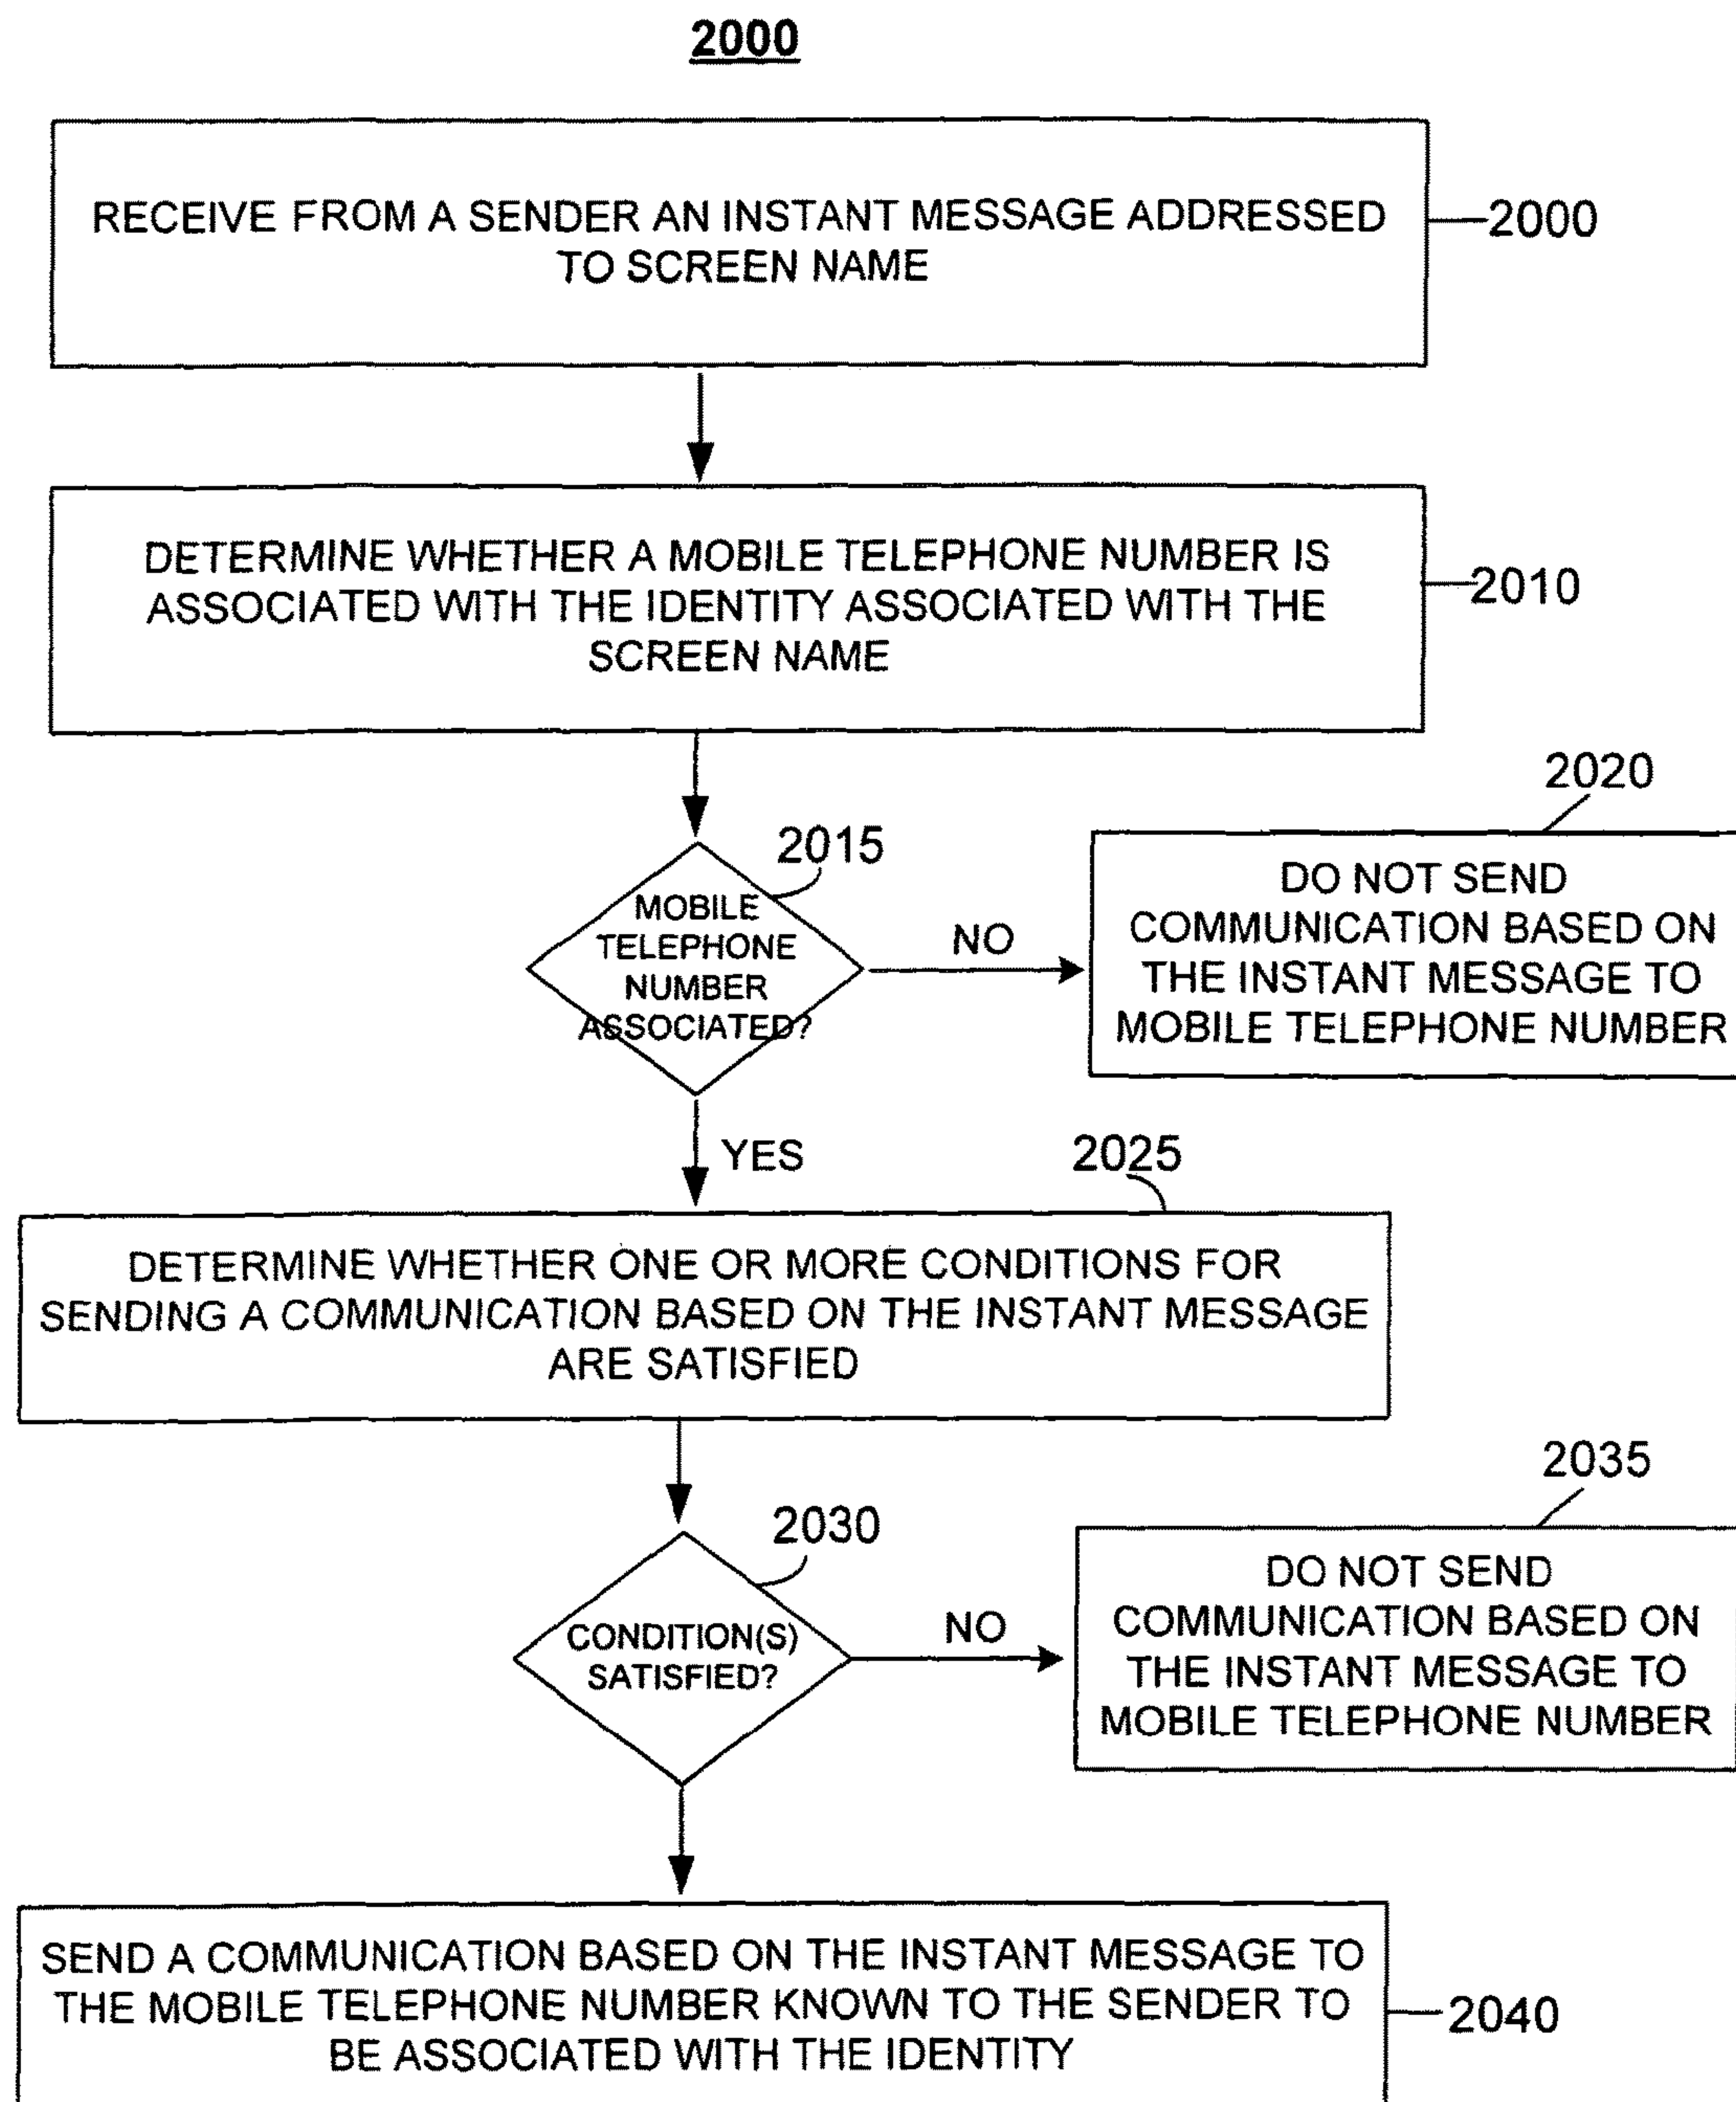 2000
RECEIVE FROM A SENDER AN INSTANT MESSAGE ADDRESSED
TO SCREEN NAME
2000
DETERMINE WHETHER A MOBILE TELEPHONE NUMBER IS
ASSOCIATED WITH THE IDENTITY ASSOCIATED WITH THE
SCREEN NAME
2010
2015
MOBILE
TELEPHONE
NUMBER
ASSOCIATED?
NO
2020
DO NOT SEND
COMMUNICATION BASED ON
THE INSTANT MESSAGE TO
MOBILE TELEPHONE NUMBER
YES
2025
DETERMINE WHETHER ONE OR MORE CONDITIONS FOR
SENDING A COMMUNICATION BASED ON THE INSTANT MESSAGE
ARE SATISFIED
2030
CONDITION(S)
SATISFIED?
NO
2035
DO NOT SEND
COMMUNICATION BASED ON
THE INSTANT MESSAGE TO
MOBILE TELEPHONE NUMBER
SEND A COMMUNICATION BASED ON THE INSTANT MESSAGE TO
THE MOBILE TELEPHONE NUMBER KNOWN TO THE SENDER TO
BE ASSOCIATED WITH THE IDENTITY
2040